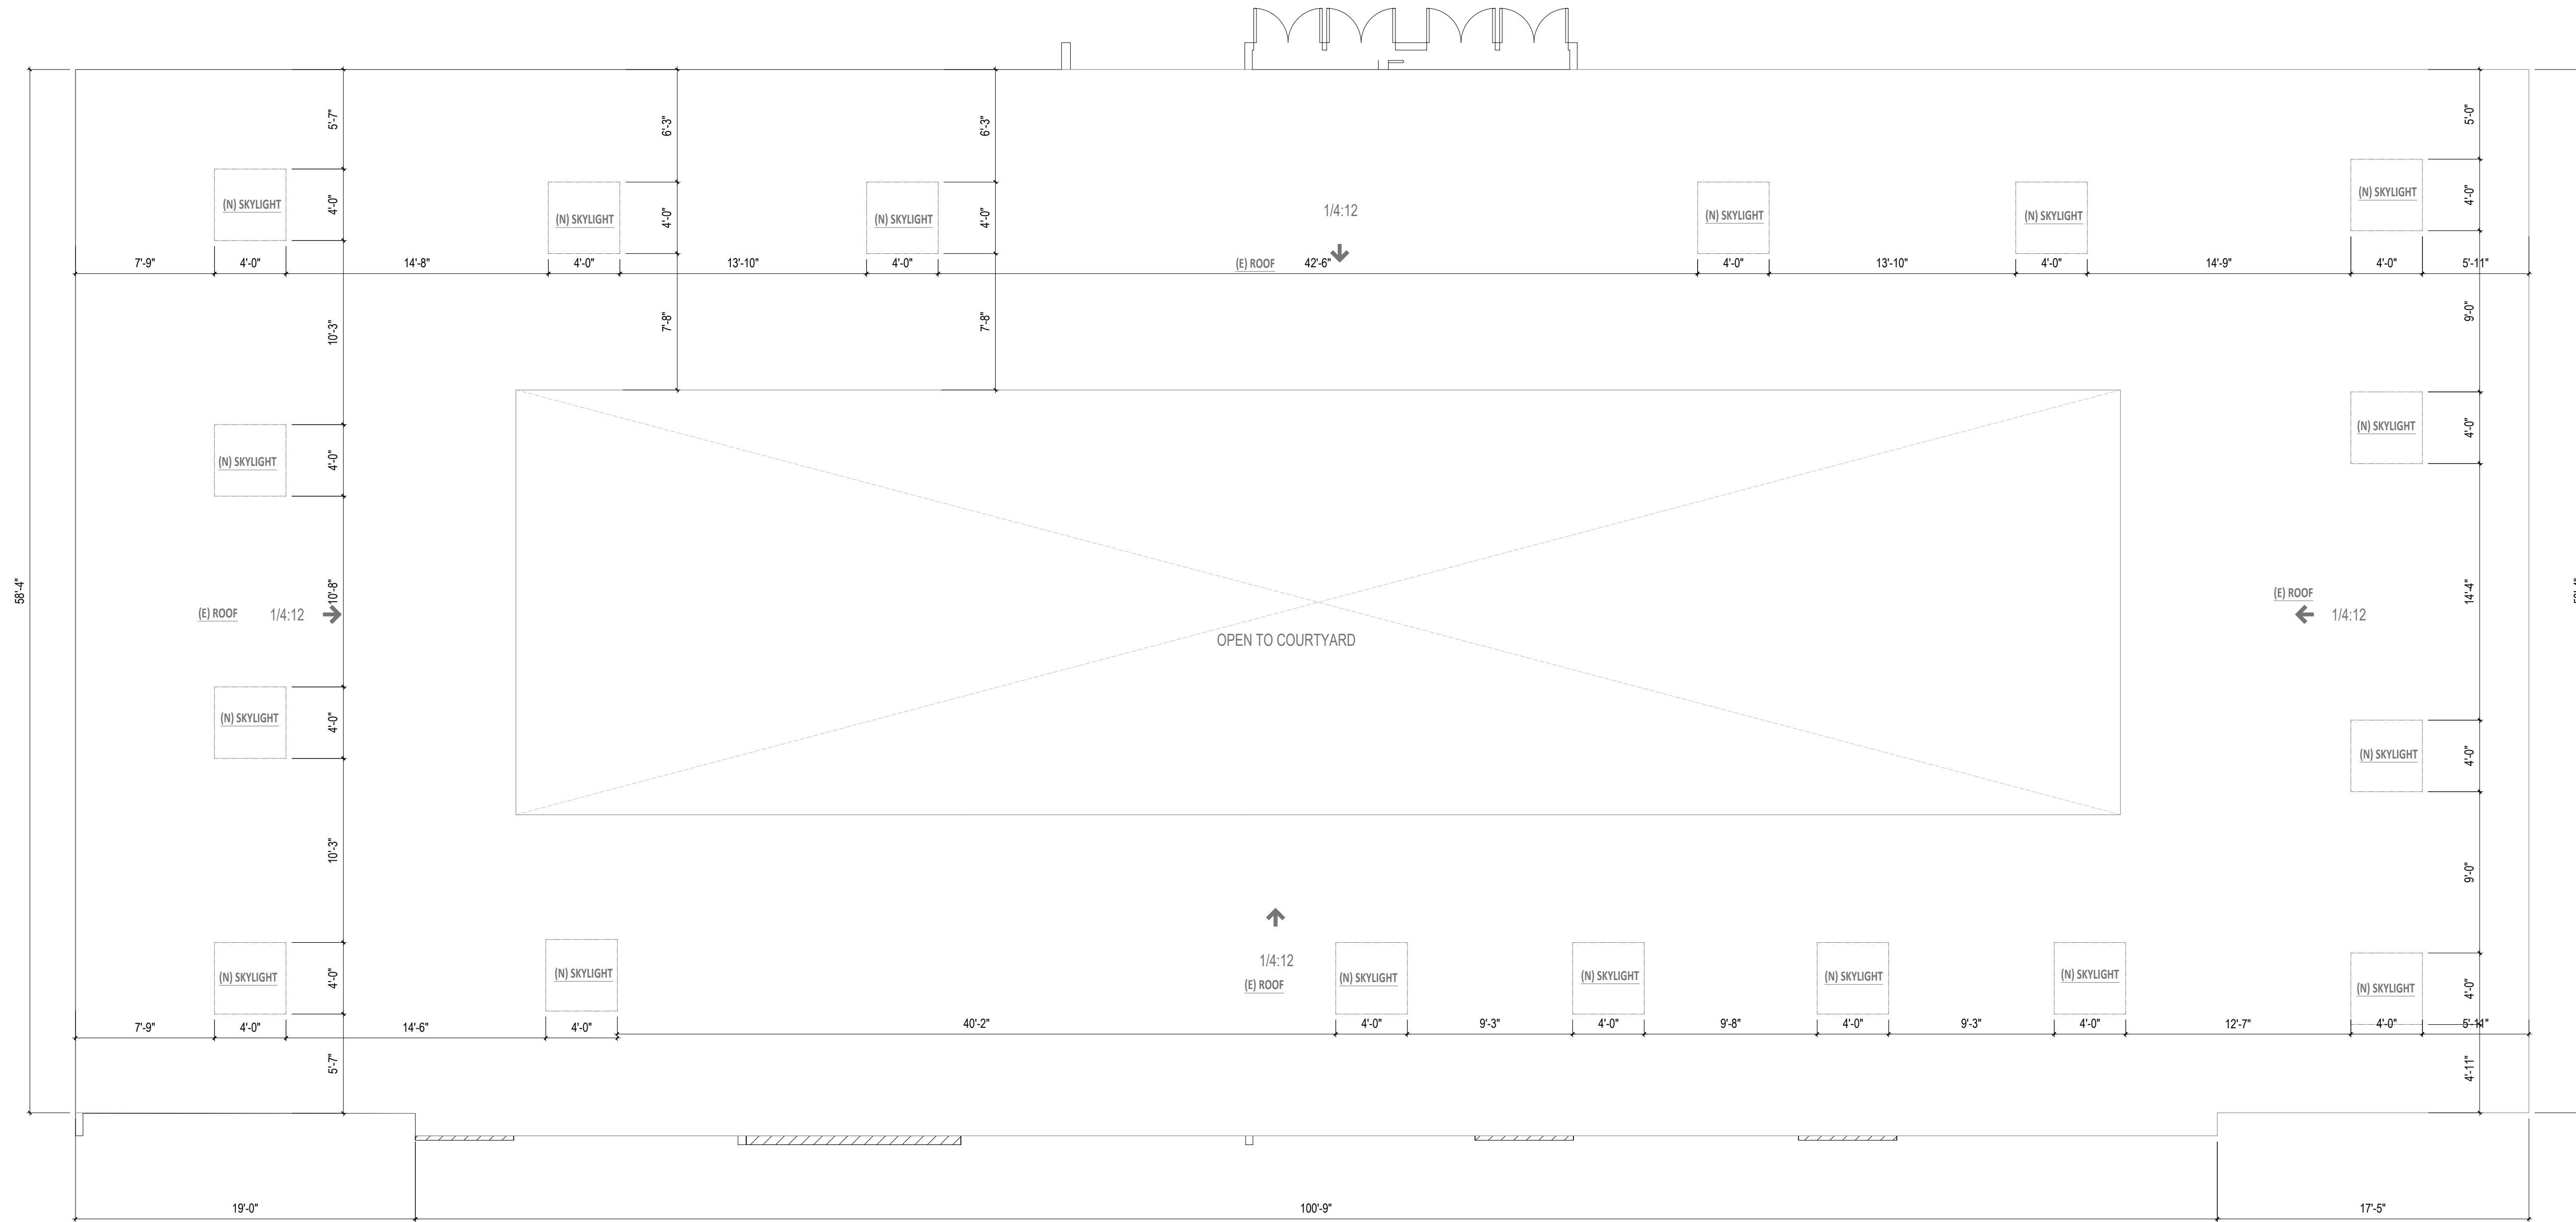 5'-7"
6'-3"
6'-3"
5'-0"
(N) SKYLIGHT
4'-0"
(N) SKYLIGHT
4'-0"
(N) SKYLIGHT
4'-0"
1/4:12
(N) SKYLIGHT
(N) SKYLIGHT
(N) SKYLIGHT
4'-0"
7'-9"
4'-0"
14'-8"
4'-0"
13'-10"
4'-0"
(E) ROOF
42'-6"
4'-0"
13'-10"
4'-0"
14'-9"
4'-0"
5'-11"
10'-3"
7'-8"
7'-8"
9'-0"
(N) SKYLIGHT
4'-0"
(N) SKYLIGHT
4'-0"
58'-4"
(E) ROOF
1/4:12
10'-8"
OPEN TO COURTYARD
(E) ROOF
1/4:12
14'-4"
(N) SKYLIGHT
4'-0"
(N) SKYLIGHT
4'-0"
10'-3"
9'-0"
(N) SKYLIGHT
4'-0"
(N) SKYLIGHT
1/4:12
(E) ROOF
(N) SKYLIGHT
(N) SKYLIGHT
(N) SKYLIGHT
(N) SKYLIGHT
(N) SKYLIGHT
4'-0"
7'-9"
4'-0"
14'-6"
4'-0"
40'-2"
4'-0"
9'-3"
4'-0"
9'-8"
4'-0"
9'-3"
4'-0"
12'-7"
4'-0"
5'-11"
5'-7"
4'-11"
19'-0"
100'-9"
17'-5"